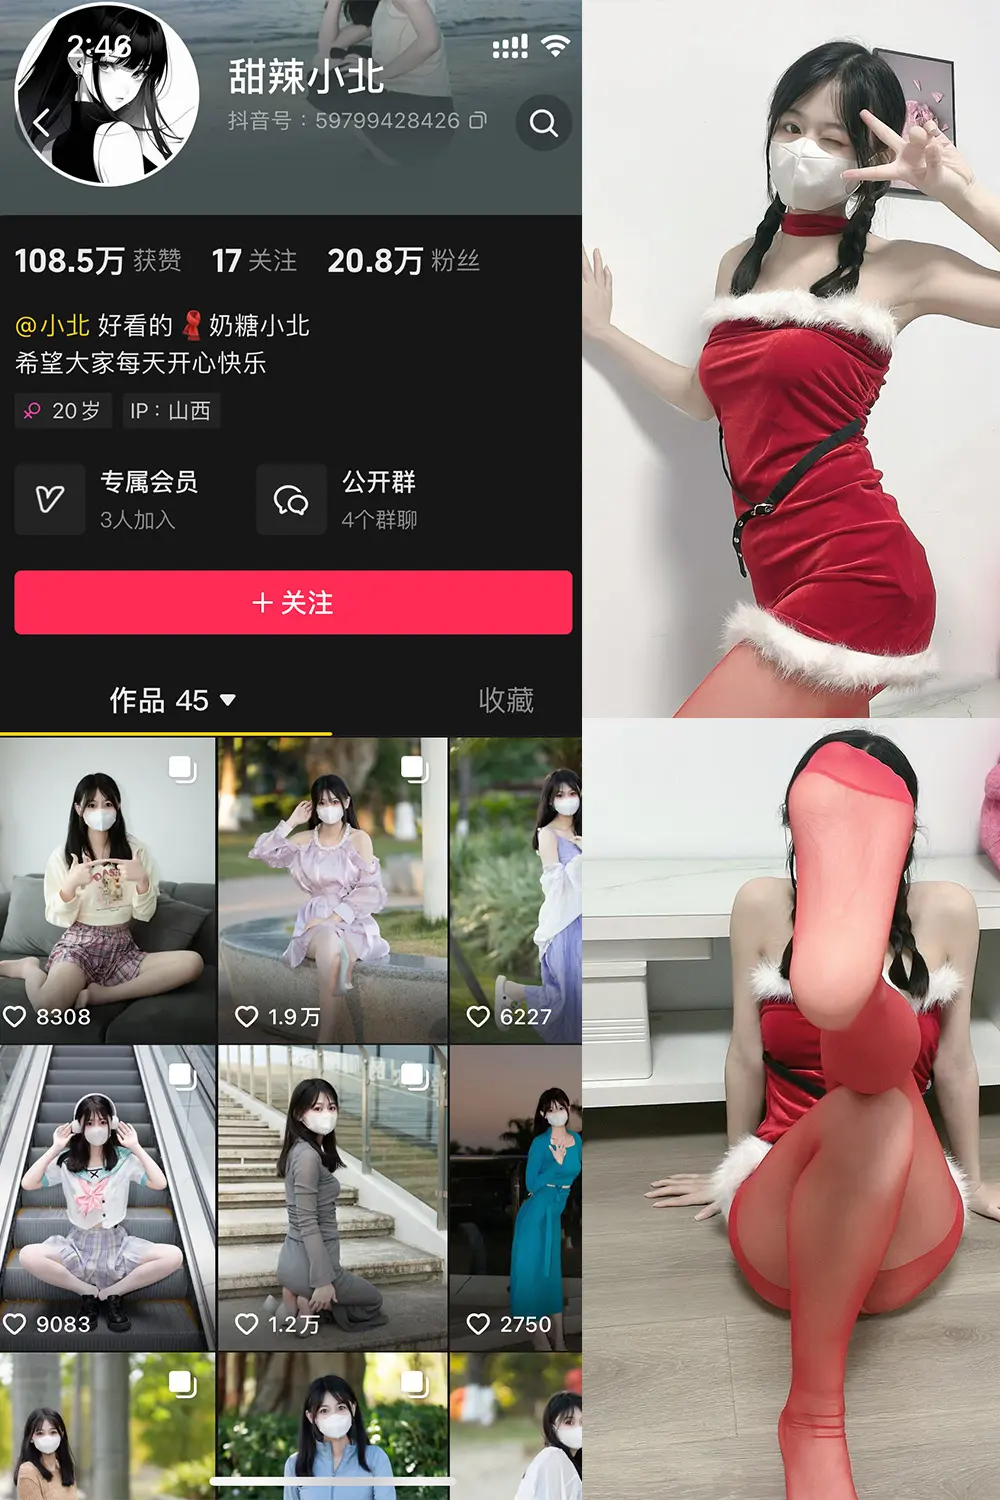 2:46
甜辣小北
抖音号：59799428426
108.5万 获赞 17 关注 20.8万 粉丝
@小北 好看的 奶糖小北
希望大家每天开心快乐
20岁 IP：山西
专属会员 公开群
3人加入 4个群聊
+ 关注
作品 45 收藏
8308 1.9万 6227
9083 1.2万 2750